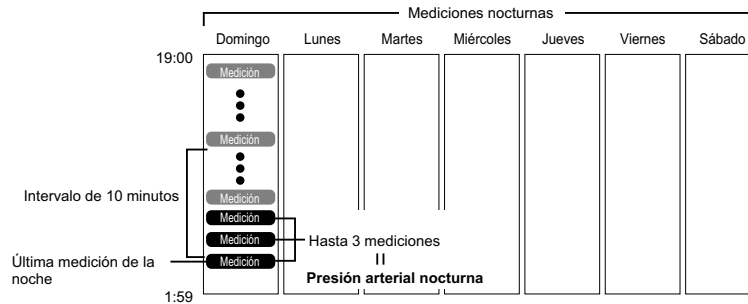 Mediciones nocturnas
Domingo Lunes Martes Miércoles Jueves Viernes Sábado
19:00
Medición
Medición
Intervalo de 10 minutos
Medición
Medición
Medición
Hasta 3 mediciones
Última medición de la
noche
Medición
Presión arterial nocturna
1:59